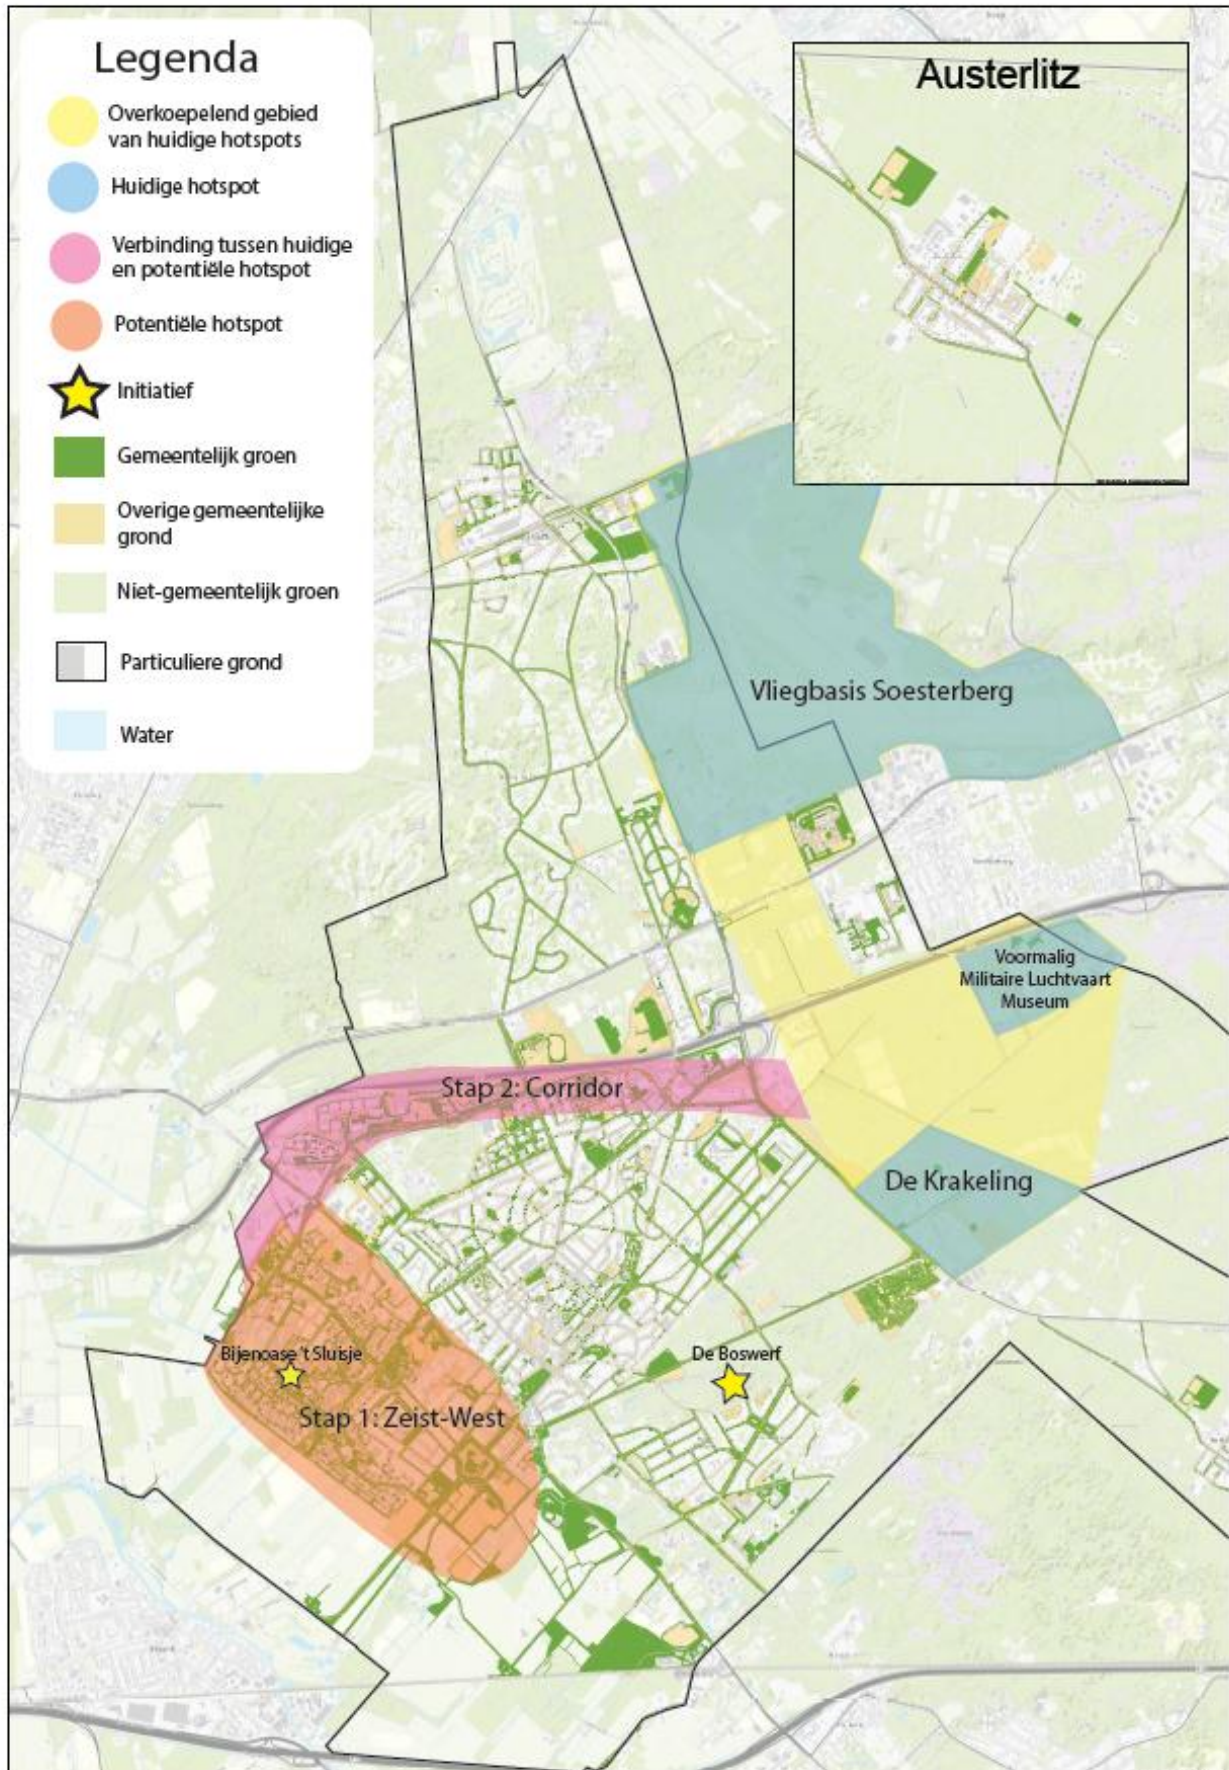 Legenda
Overkoepelend gebied
van huidige hotspots
Huidige hotspot
Verbinding tussen huidige
en potentiële hotspot
Potentiële hotspot
Initiatief
Gemeentelijk groen
Overige gemeentelijke
grond
Niet-gemeentelijk groen
Particuliere grond
Water
Austerlitz
Vliegbasis Soesterberg
Voormalig
Militaire Luchtvaart
Museum
Stap 2: Corridor
De Krakeling
Bijenoase 't Sluisje
De Boswerf
Stap 1: Zeist-West